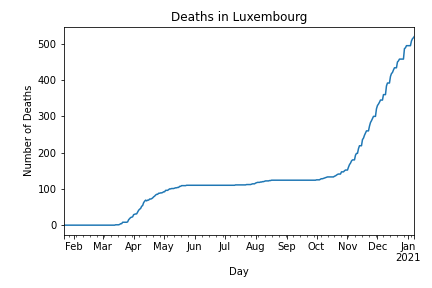 Deaths in Luxembourg
500
400
300
200
100
0
Number of Deaths
Feb Mar Apr May Jun Jul Aug Sep Oct Nov Dec Jan
2021
Day